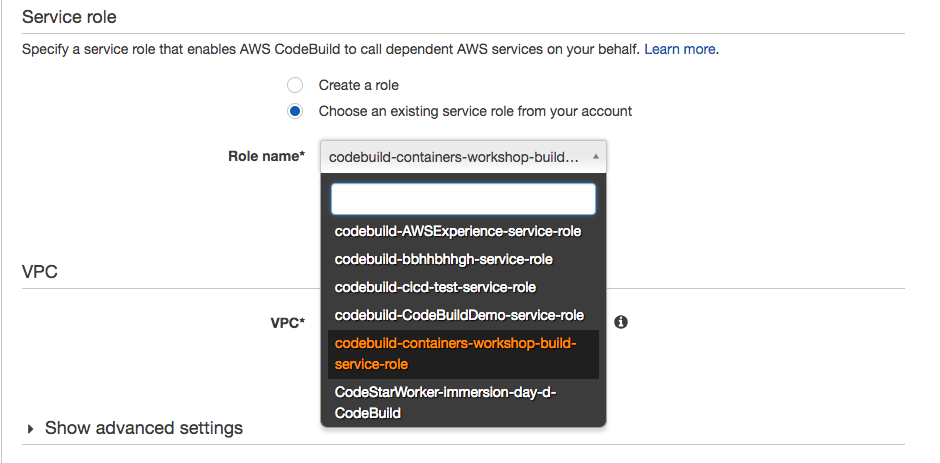 Service role
Specify a service role that enables AWS CodeBuild to call dependent AWS services on your behalf. Learn more.
Create a role
Choose an existing service role from your account
Role name*
codebuild-containers-workshop-build...
codebuild-AWSExperience-service-role
codebuild-bbhhbhhgh-service-role
codebuild-cicd-test-service-role
codebuild-CodeBuildDemo-service-role
codebuild-containers-workshop-build-
service-role
CodeStarWorker-immersion-day-d-
CodeBuild
VPC
VPC*
Show advanced settings